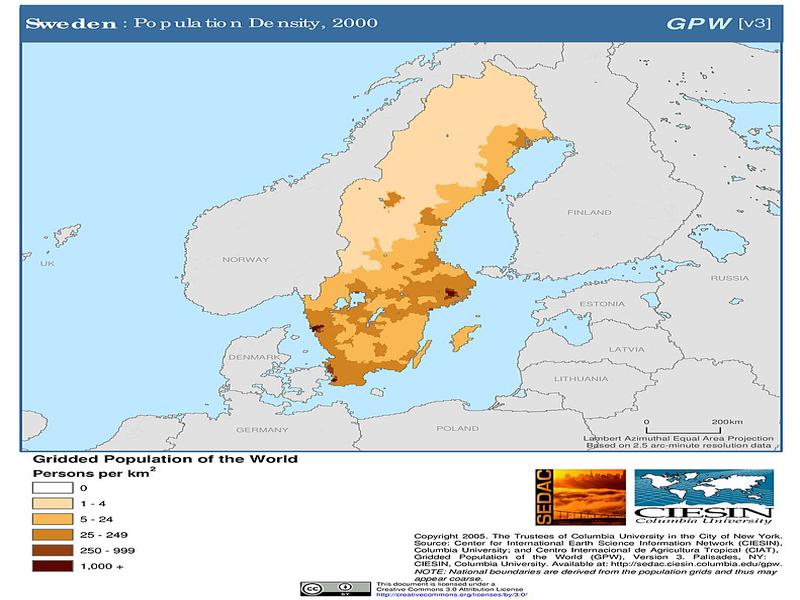 Sweden : Population Density, 2000
GPW [v3]
FINLAND
NORWAY
UK
RUSSIA
ESTONIA
LATVIA
DENMARK
LITHUANIA
GERMANY
POLAND
0 200km
Lambert Azimuthal Equal Area Projection
Based on 2.5 arc-minute resolution data
Gridded Population of the World
Persons per km2
0
1 - 4
5 - 24
25 - 249
250 - 999
1,000 +
SEDAC
CIESIN
Columbia University
Copyright 2005. The Trustees of Columbia University in the City of New York.
Source: Center for International Earth Science Information Network (CIESIN),
Columbia University; and Centro Internacional de Agricultura Tropical (CIAT),
Gridded Population of the World (GPW), Version 3. Palisades, NY:
CIESIN, Columbia University. Available at: http://sedac.ciesin.columbia.edu/gpw.
NOTE: National boundaries are derived from the population grids and thus may
appear coarse.
cc BY
This document is licensed under a
Creative Commons 3.0 Attribution License
http://creativecommons.org/licenses/by/3.0/